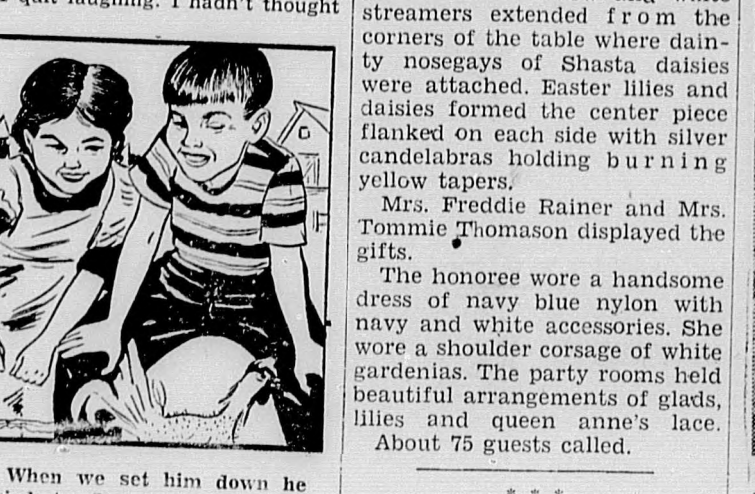 quit laughing. I hadn't thought
When we set him down he
streamers extended from the
corners of the table where dain-
ty nosegays of Shasta daisies
were attached. Easter lilies and
daisies formed the center piece
flanked on each side with silver
candelabras holding burning
yellow tapers.
Mrs. Freddie Rainer and Mrs.
Tommie Thomason displayed the
gifts.
The honoree wore a handsome
dress of navy blue nylon with
navy and white accessories. She
wore a shoulder corsage of white
gardenias. The party rooms held
beautiful arrangements of glads,
lilies and queen anne's lace.
About 75 guests called.
* * *